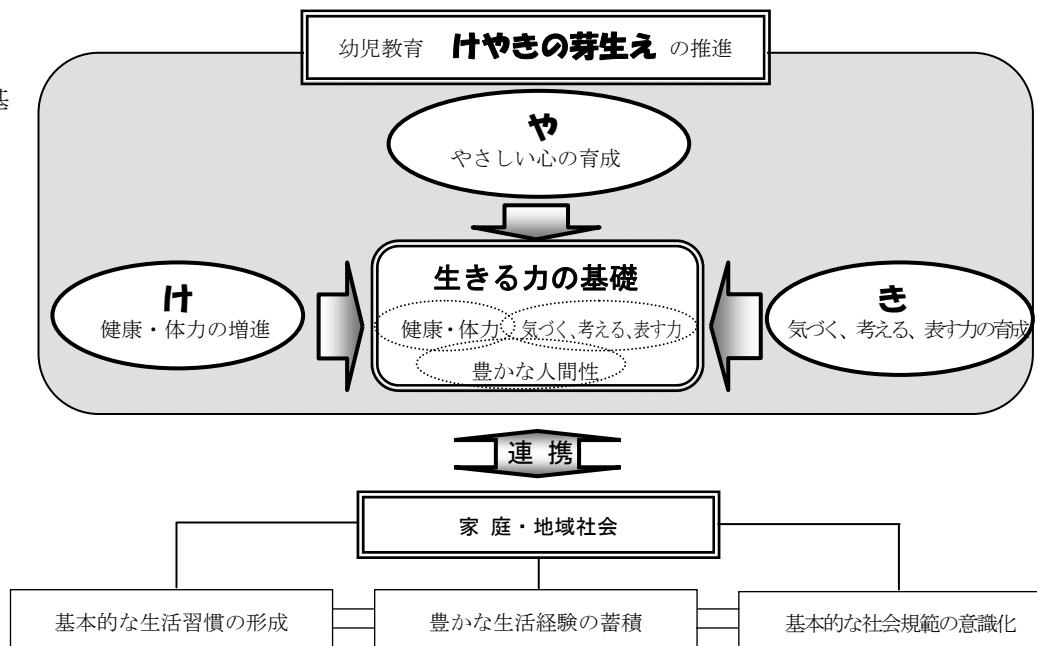 幼児教育 けやきの芽生え の推進
基
や
やさしい心の育成
け
健康・体力の増進
生きる力の基礎
健康・体力 気づく、考える、表す力
豊かな人間性
き
気づく、考える、表す力の育成
連 携
家 庭・地域社会
基本的な生活習慣の形成
豊かな生活経験の蓄積
基本的な社会規範の意識化